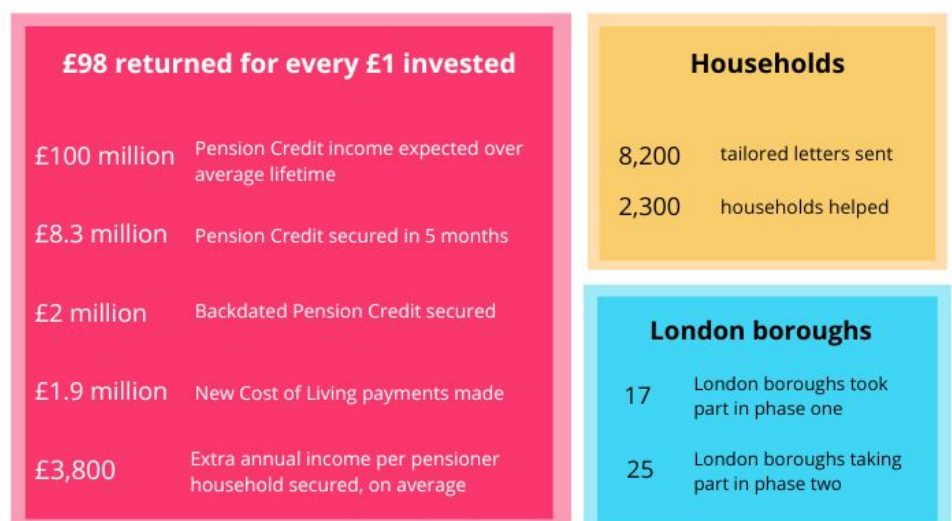 £98 returned for every £1 invested
£100 million Pension Credit income expected over
average lifetime
£8.3 million Pension Credit secured in 5 months
£2 million Backdated Pension Credit secured
£1.9 million New Cost of Living payments made
£3,800 Extra annual income per pensioner
household secured, on average
Households
8,200 tailored letters sent
2,300 households helped
London boroughs
17 London boroughs took
part in phase one
25 London boroughs taking
part in phase two